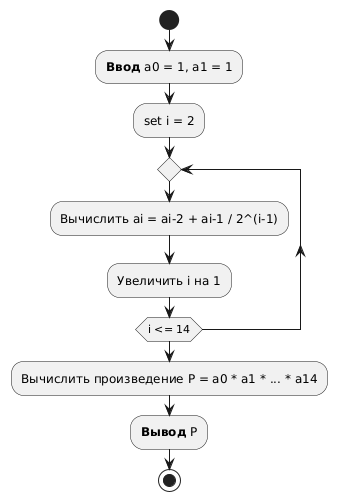 Ввод a0 = 1, a1 = 1
set i = 2
Вычислить ai = ai-2 + ai-1 / 2^(i-1)
Увеличить i на 1
i <= 14
Вычислить произведение P = a0 * a1 * ... * a14
Вывод P